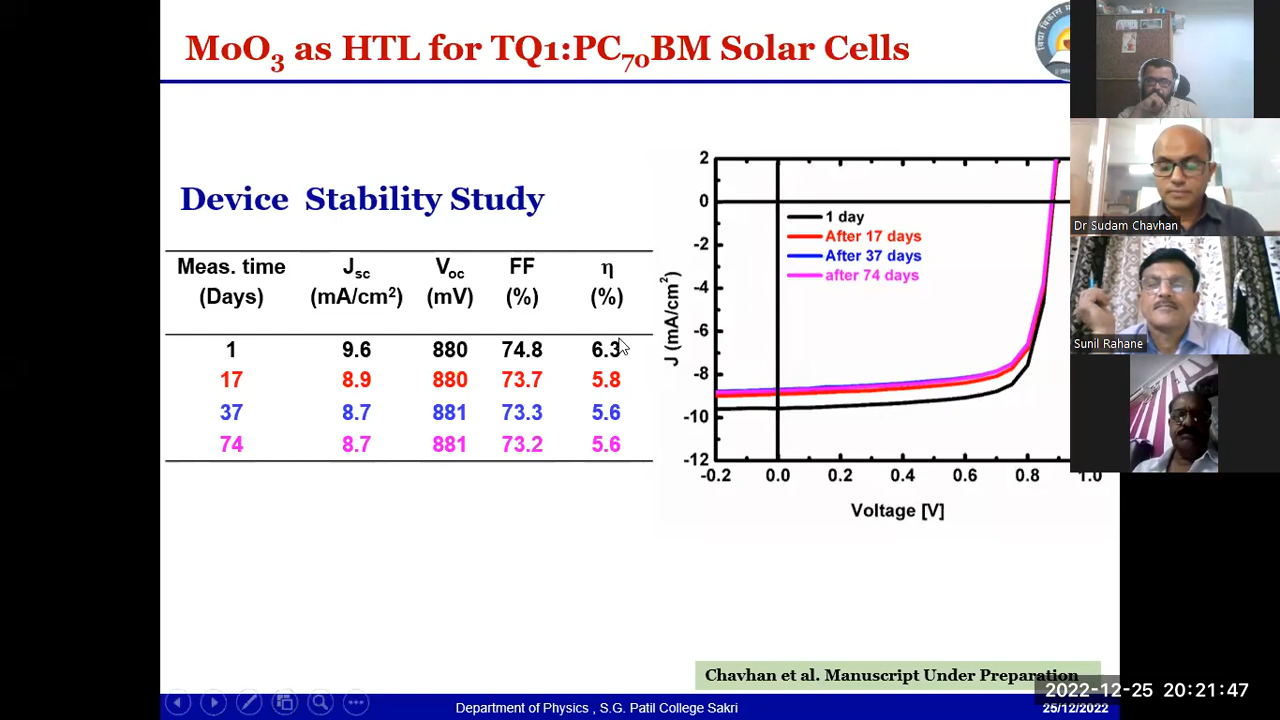 MoO₃ as HTL for TQ1:PC₇₀BM Solar Cells
Device Stability Study
Meas. time (Days) Jsc (mA/cm²) Voc (mV) FF (%) η (%)
1 9.6 880 74.8 6.3
17 8.9 880 73.7 5.8
37 8.7 881 73.3 5.6
74 8.7 881 73.2 5.6
2
0
-2
-4
-6
-8
-10
-12
J (mA/cm²)
1 day
After 17 days
After 37 days
after 74 days
-0.2 0.0 0.2 0.4 0.6 0.8 1.0
Voltage [V]
Dr Sudam Chavhan
Sunil Rahane
Chavhan et al. Manuscript Under Preparation
2022-12-25 20:21:47
Department of Physics , S.G. Patil College Sakri
25/12/2022